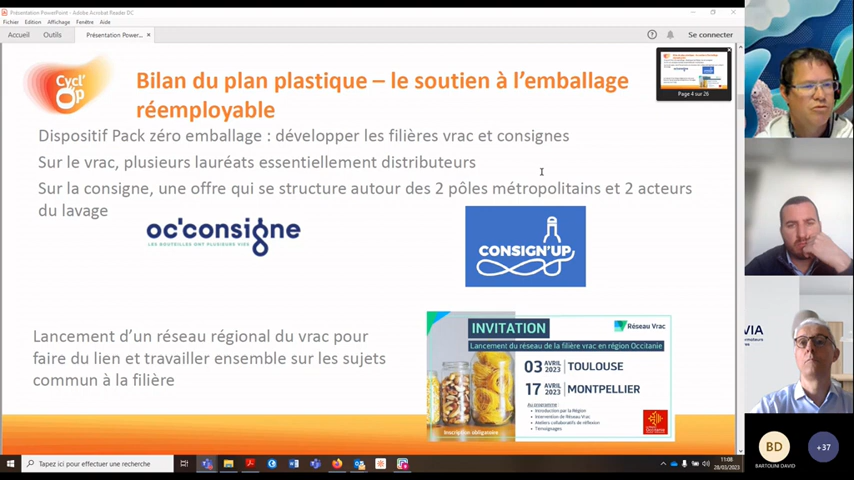 Présentation PowerPoint - Adobe Acrobat Reader DC
Fichier Edition Affichage Fenêtre Aide
Accueil Outils Présentation Power... × Se connecter
Cycl'Op
Bilan du plan plastique – le soutien à l'emballage
réemployable
Page 4 sur 26
Dispositif Pack zéro emballage : développer les filières vrac et consignes
Sur le vrac, plusieurs lauréats essentiellement distributeurs
Sur la consigne, une offre qui se structure autour des 2 pôles métropolitains et 2 acteurs
du lavage
oc'consigne
LES BOUTEILLES ONT PLUSIEURS VIES
CONSIGN'UP
Lancement d'un réseau régional du vrac pour
faire du lien et travailler ensemble sur les sujets
commun à la filière
INVITATION
Réseau Vrac
Lancement du réseau de la filière vrac en région Occitanie
03 AVRIL 2023 | TOULOUSE
17 AVRIL 2023 | MONTPELLIER
Au programme
• Introduction par la Région
• Intervention de Réseau Vrac
• Ateliers collaboratifs de réflexion
• Témoignages
Inscription obligatoire
VIA
BD
+37
BARTOLINI DAVID
Tapez ici pour effectuer une recherche
11:08
28/03/2023